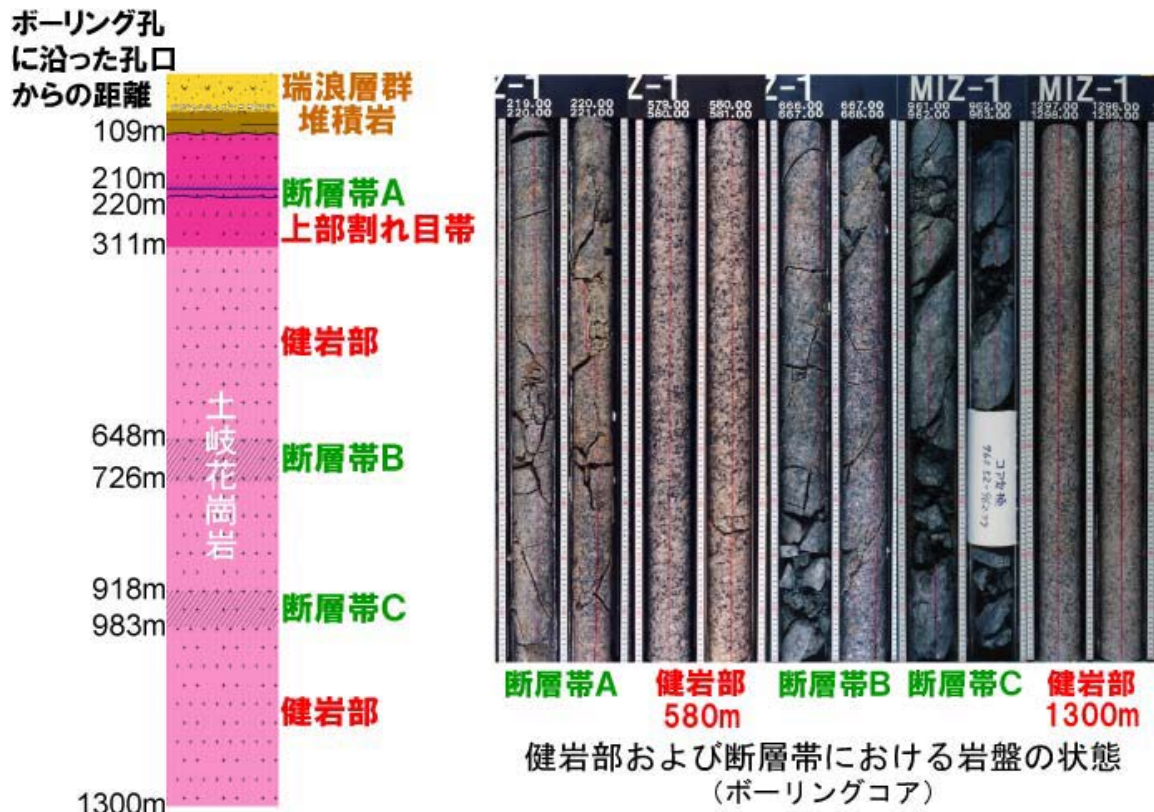 ボーリング孔
に沿った孔口
からの距離
瑞浪層群
堆積岩
109m
210m
断層帯A
220m
上部割れ目帯
311m
健岩部
土岐花崗岩
648m
断層帯B
726m
918m
断層帯C
983m
健岩部
1300m
Z-1
Z-1
Z-1
MIZ-1
MIZ-1
219.00
220.00
220.00
221.00
579.00
580.00
580.00
581.00
666.00
667.00
667.00
668.00
961.00
962.00
962.00
963.00
1297.00
1298.00
1298.00
1299.00
断層帯A
健岩部
580m
断層帯B
断層帯C
健岩部
1300m
健岩部および断層帯における岩盤の状態
(ボーリングコア)